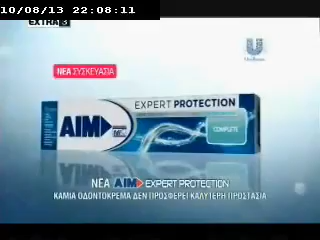 10/08/13 22:08:11
EXTRA 3
Unilever
ΝΕΑ ΣΥΣΚΕΥΑΣΙΑ
EXPERT PROTECTION
AIM
COMPLETE
ΝΕΑ AIM EXPERT PROTECTION
ΚΑΜΙΑ ΟΔΟΝΤΟΚΡΕΜΑ ΔΕΝ ΠΡΟΣΦΕΡΕΙ ΚΑΛΥΤΕΡΗ ΠΡΟΣΤΑΣΙΑ